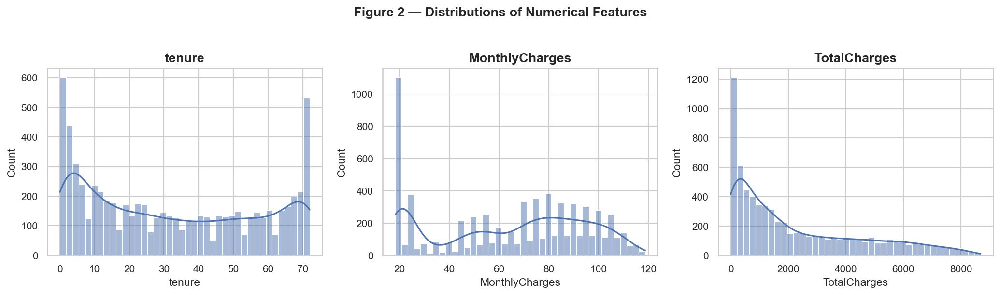 Figure 2 — Distributions of Numerical Features
tenure
600
500
400
300
200
100
0
Count
0 10 20 30 40 50 60 70
tenure
MonthlyCharges
1000
800
600
400
200
0
Count
20 40 60 80 100 120
MonthlyCharges
TotalCharges
1200
1000
800
600
400
200
0
Count
0 2000 4000 6000 8000
TotalCharges